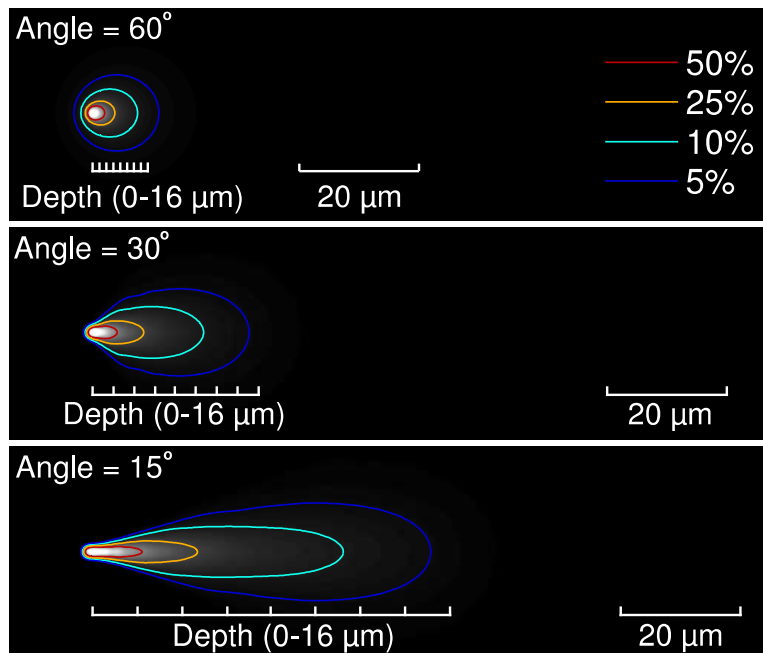 Angle = 60°
50%
25%
10%
5%
Depth (0-16 μm)
20 μm
Angle = 30°
Depth (0-16 μm)
20 μm
Angle = 15°
Depth (0-16 μm)
20 μm